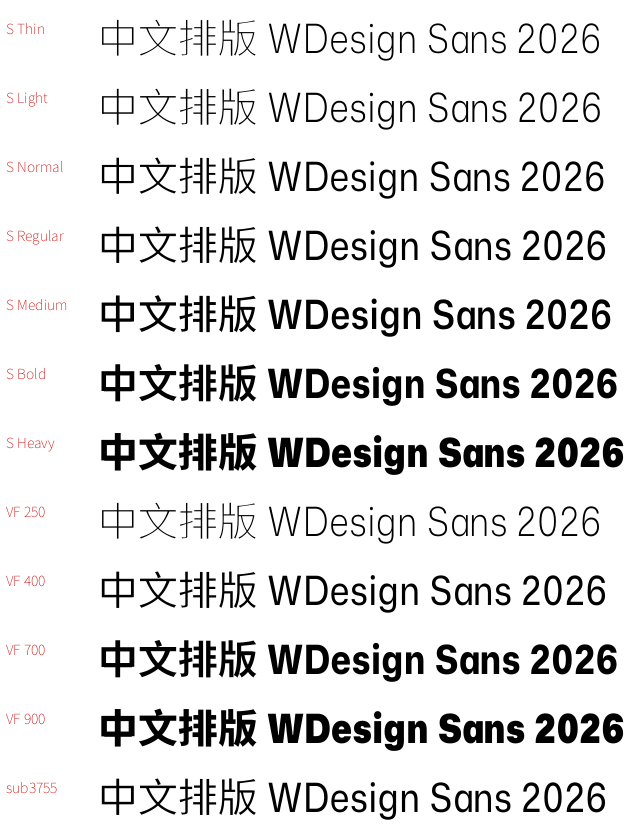 S Thin 中文排版 WDesign Sans 2026
S Light 中文排版 WDesign Sans 2026
S Normal 中文排版 WDesign Sans 2026
S Regular 中文排版 WDesign Sans 2026
S Medium 中文排版 WDesign Sans 2026
S Bold 中文排版 WDesign Sans 2026
S Heavy 中文排版 WDesign Sans 2026
VF 250 中文排版 WDesign Sans 2026
VF 400 中文排版 WDesign Sans 2026
VF 700 中文排版 WDesign Sans 2026
VF 900 中文排版 WDesign Sans 2026
sub3755 中文排版 WDesign Sans 2026